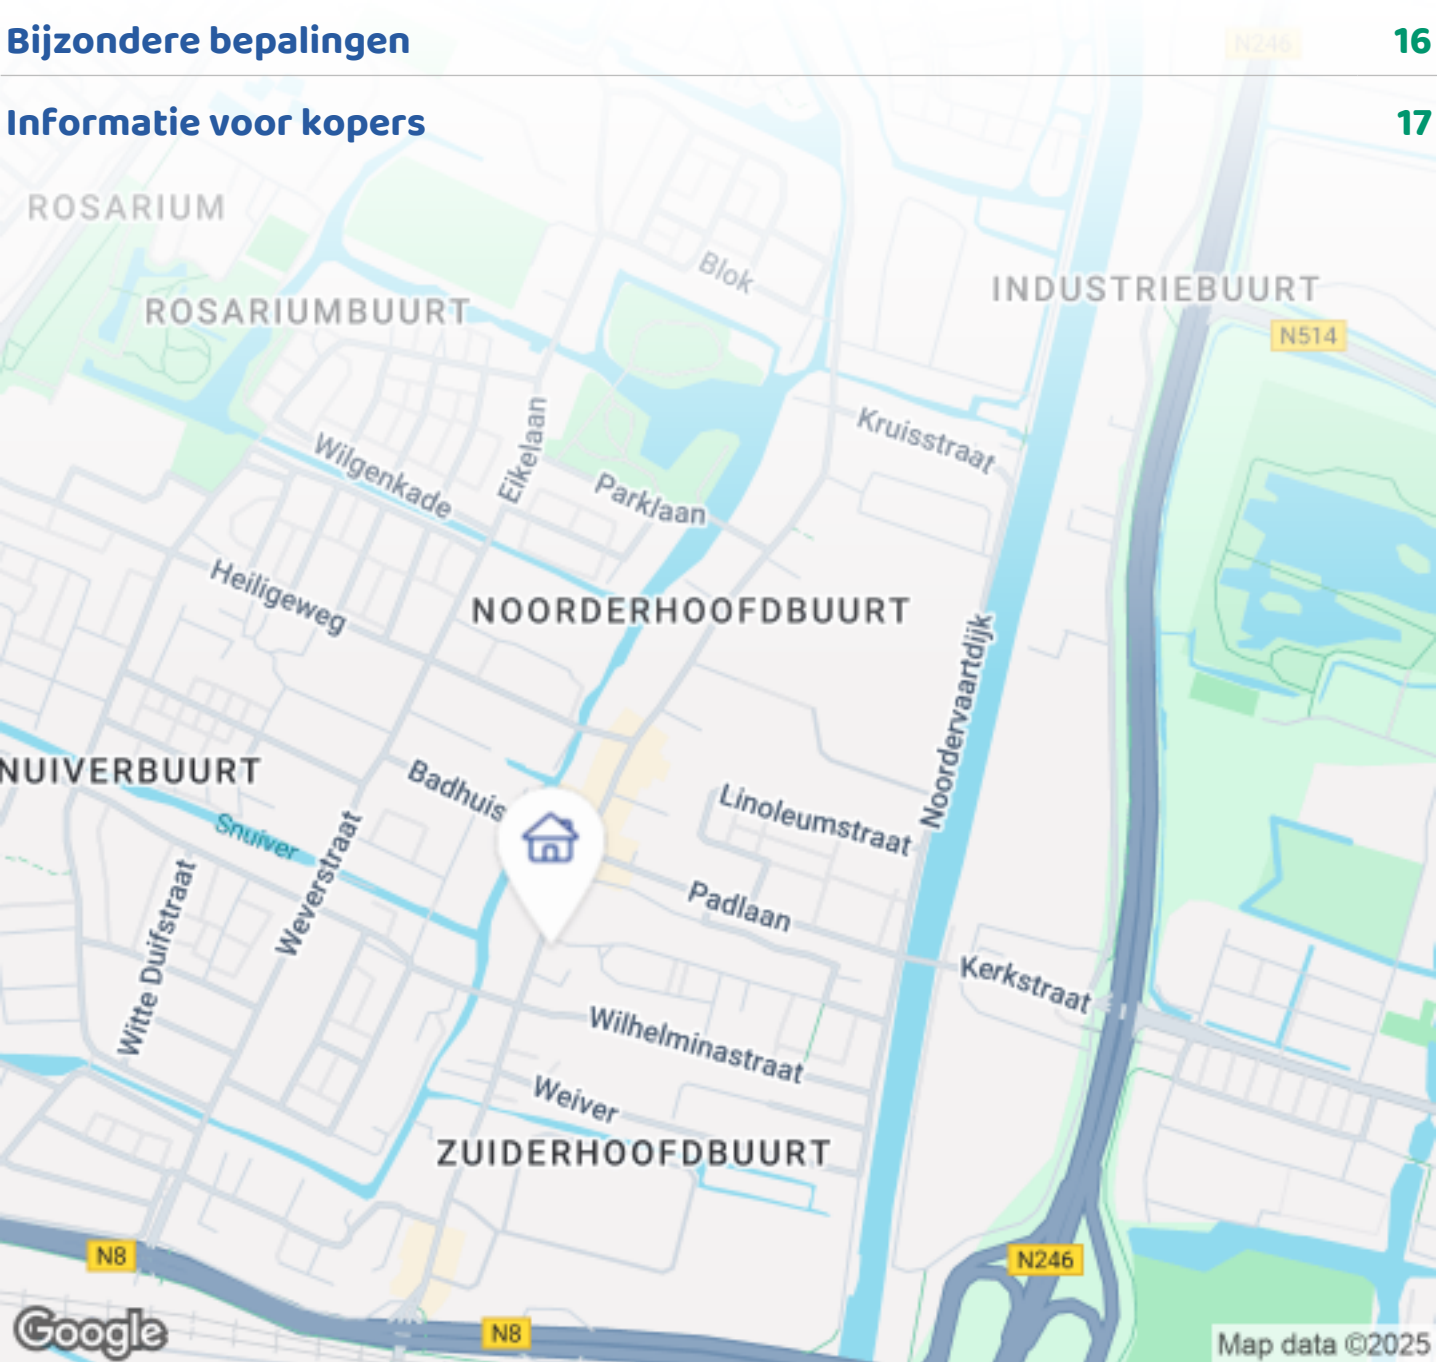 Bijzondere bepalingen 16
N246
Informatie voor kopers 17
ROSARIUM
Blok
INDUSTRIEBUURT
ROSARIUMBUURT
N514
Eikelaan
Kruisstraat
Wilgenkade
Parklaan
Heiligeweg
NOORDERHOOFDBUURT
Noordervaartdijk
NUIVERBUURT
Badhuis
Linoleumstraat
Snuiver
Weverstraat
Witte Duifstraat
Padlaan
Kerkstraat
Wilhelminastraat
Weiver
ZUIDERHOOFDBUURT
N8
N246
N8
Google
Map data ©2025